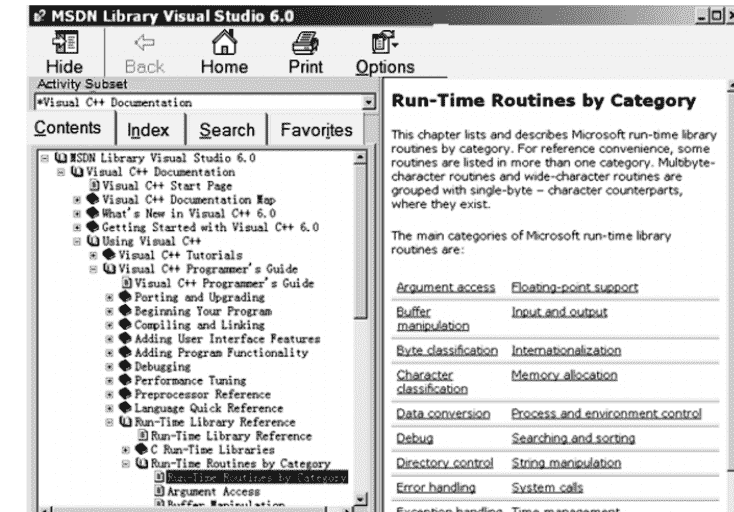 MSDN Library Visual Studio 6.0
Hide Back Home Print Options
Activity Subset
*Visual C++ Documentation
Contents Index Search Favorites
MSDN Library Visual Studio 6.0
Visual C++ Documentation
Visual C++ Start Page
Visual C++ Documentation Map
What's New in Visual C++ 6.0
Getting Started with Visual C++ 6.0
Using Visual C++
Visual C++ Tutorials
Visual C++ Programmer's Guide
Visual C++ Programmer's Guide
Porting and Upgrading
Beginning Your Program
Compiling and Linking
Adding User Interface Features
Adding Program Functionality
Debugging
Performance Tuning
Preprocessor Reference
Language Quick Reference
Run-Time Library Reference
Run-Time Library Reference
C Run-Time Libraries
Run-Time Routines by Category
Run-Time Routines by Category
Argument Access
Buffer Manipulation
Run-Time Routines by Category
This chapter lists and describes Microsoft run-time library
routines by category. For reference convenience, some
routines are listed in more than one category. Multibyte-
character routines and wide-character routines are
grouped with single-byte – character counterparts,
where they exist.
The main categories of Microsoft run-time library
routines are:
Argument access Floating-point support
Buffer Input and output
manipulation
Byte classification Internationalization
Character Memory allocation
classification
Data conversion Process and environment control
Debug Searching and sorting
Directory control String manipulation
Error handling System calls
Exception handling Time management